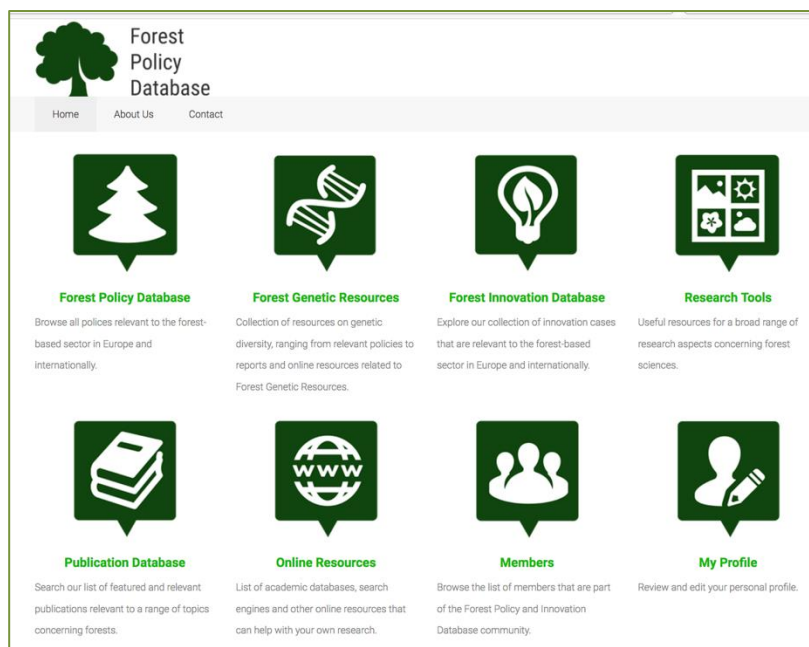 Forest
Policy
Database
Home About Us Contact
Forest Policy Database
Browse all polices relevant to the forest-
based sector in Europe and
internationally.
Forest Genetic Resources
Collection of resources on genetic
diversity, ranging from relevant policies to
reports and online resources related to
Forest Genetic Resources.
Forest Innovation Database
Explore our collection of innovation cases
that are relevant to the forest-based
sector in Europe and internationally.
Research Tools
Useful resources for a broad range of
research aspects concerning forest
sciences.
Publication Database
Search our list of featured and relevant
publications relevant to a range of topics
concerning forests.
www
Online Resources
List of academic databases, search
engines and other online resources that
can help with your own research.
Members
Browse the list of members that are part
of the Forest Policy and Innovation
Database community.
My Profile
Review and edit your personal profile.